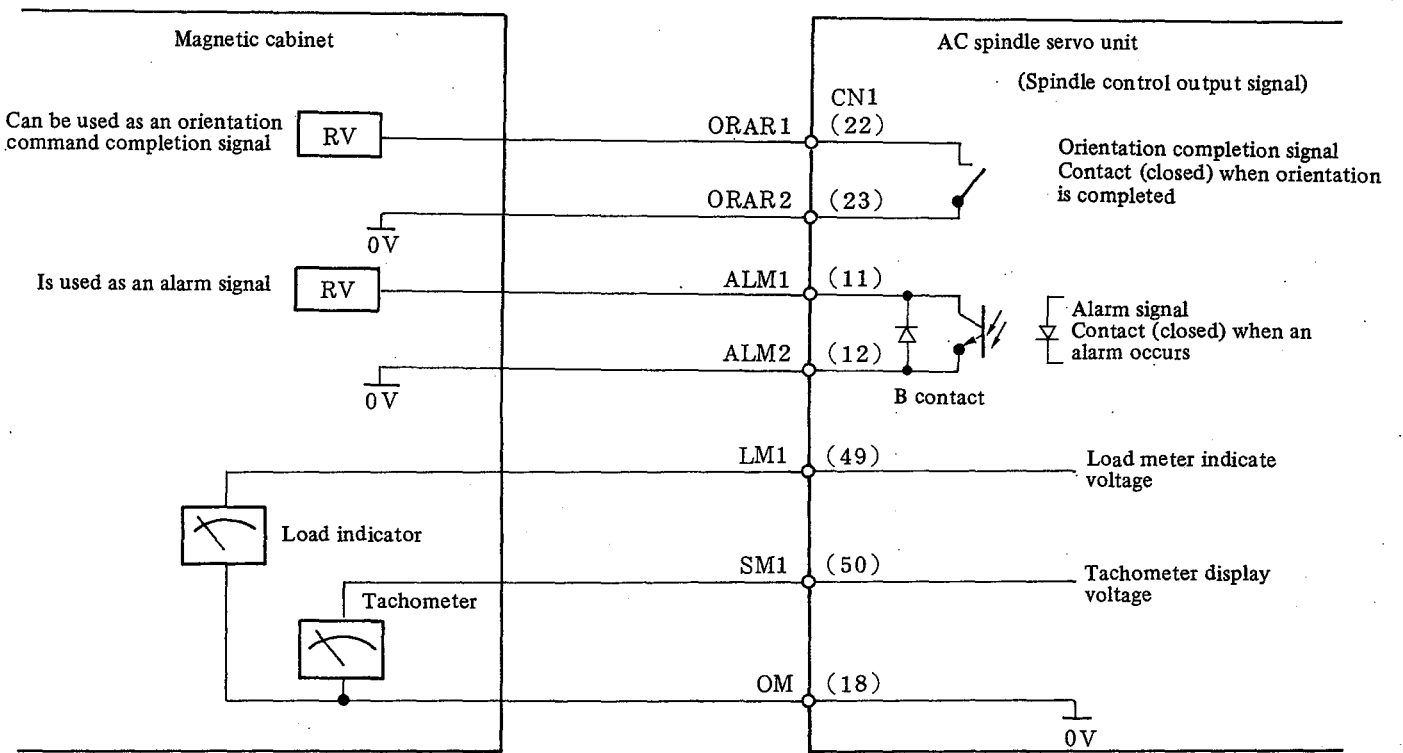 Magnetic cabinet
AC spindle servo unit
(Spindle control output signal)
CN1
Can be used as an orientation
command completion signal
RV
ORAR1
(22)
Orientation completion signal
Contact (closed) when orientation
is completed
ORAR2
(23)
0V
Is used as an alarm signal
RV
ALM1
(11)
Alarm signal
Contact (closed) when an
alarm occurs
ALM2
(12)
0V
B contact
LM1
(49)
Load meter indicate
voltage
Load indicator
SM1
(50)
Tachometer display
voltage
Tachometer
OM
(18)
0V